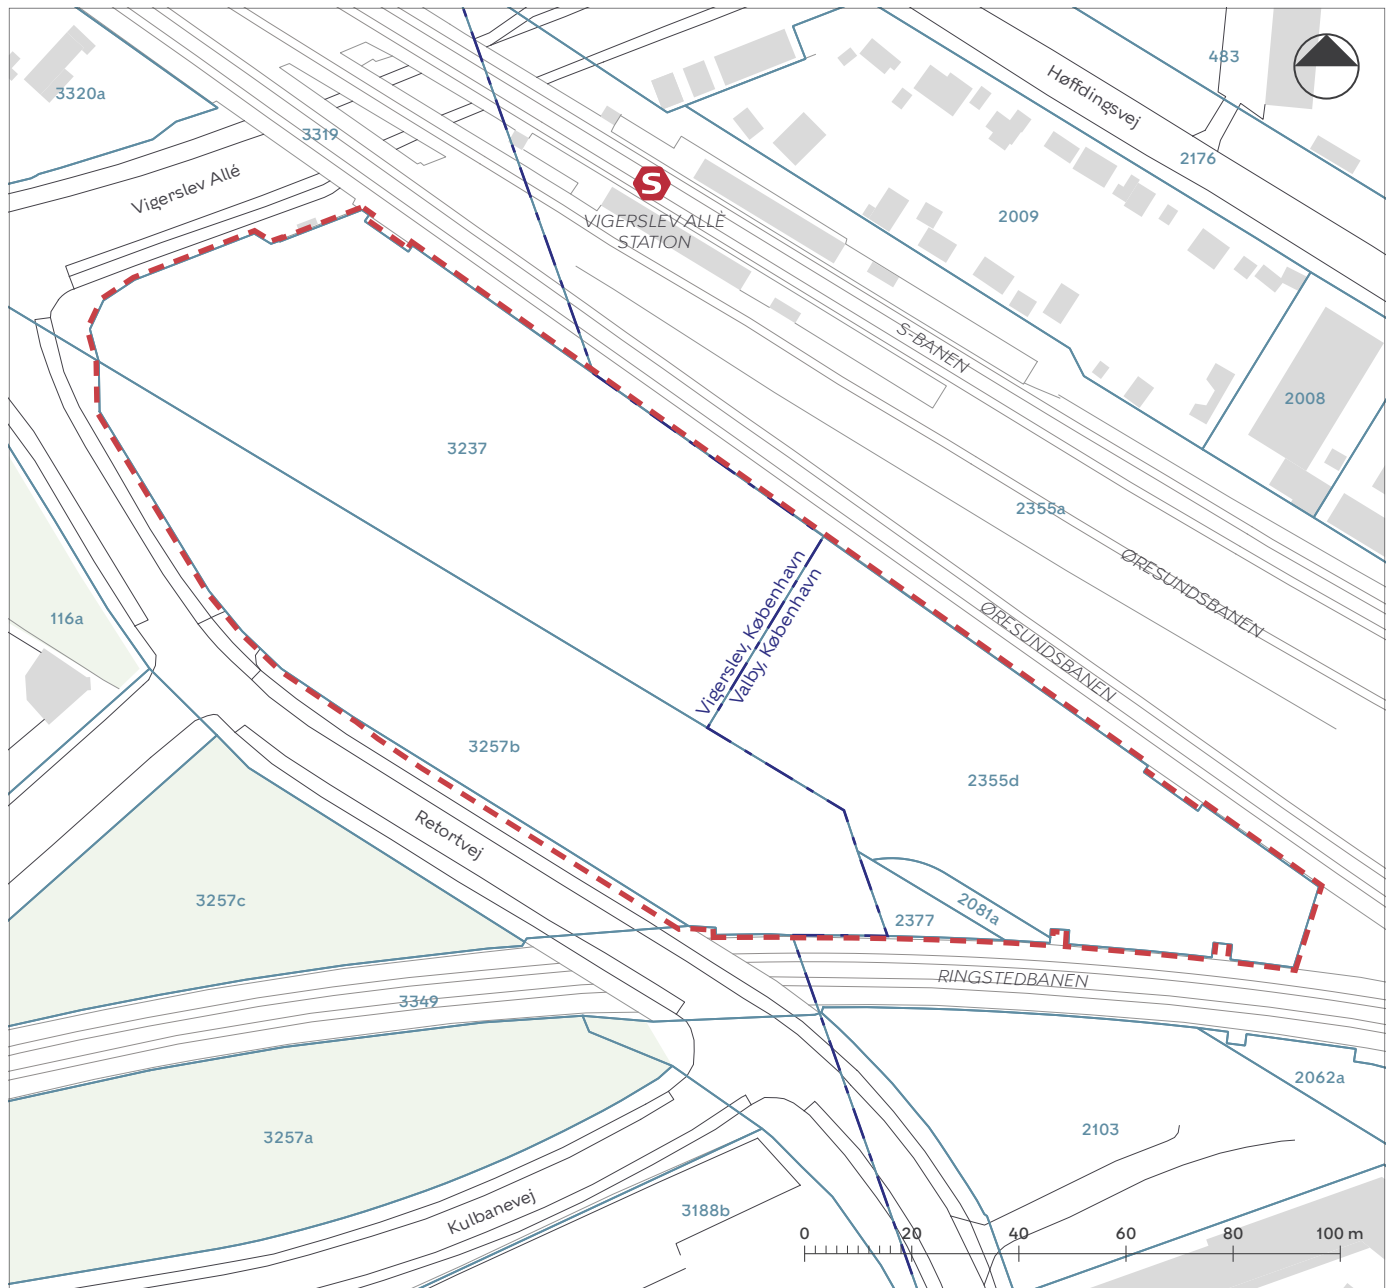 483
3320a
Høffdingsvej
3319
2176
Vigerslev Allé
S
VIGERSLEV ALLÈ
STATION
2009
S-BANEN
2008
3237
2355a
ØRESUNDSBANEN
Vigerslev, København
Valby, København
ØRESUNDSBANEN
116a
3257b
2355d
Retortvej
3257c
2081a
2377
RINGSTEDBANEN
3349
2062a
3257a
2103
Kulbanevej
3188b
0 20 40 60 80 100 m